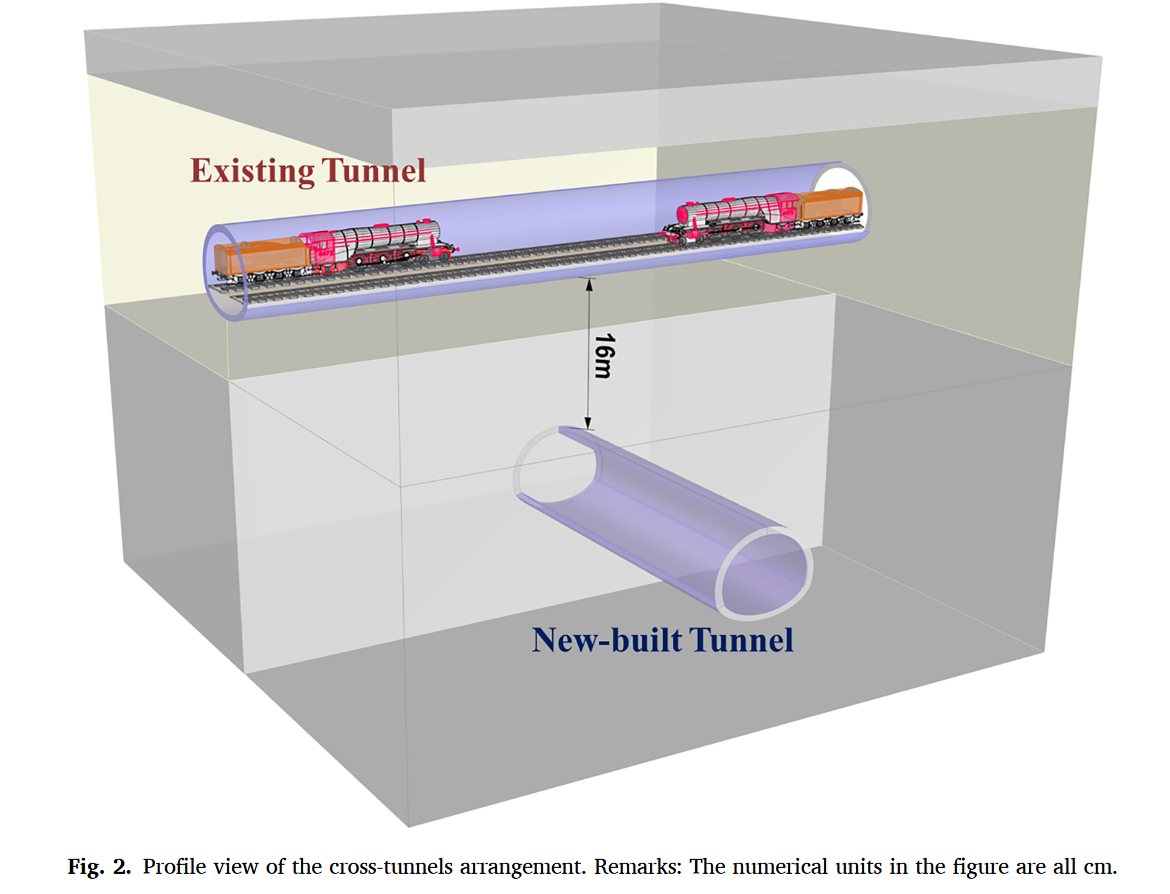 Existing Tunnel
16m
New-built Tunnel
Fig. 2. Profile view of the cross-tunnels arrangement. Remarks: The numerical units in the figure are all cm.